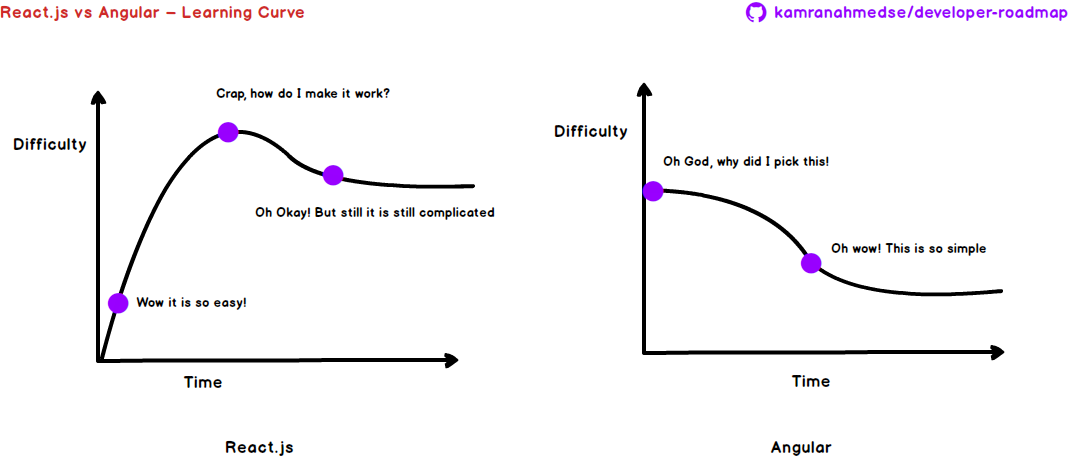 React.js vs Angular – Learning Curve
kamranahmedse/developer-roadmap
Crap, how do I make it work?
Difficulty
Oh Okay! But still it is still complicated
Wow it is so easy!
Time
React.js
Difficulty
Oh God, why did I pick this!
Oh wow! This is so simple
Time
Angular